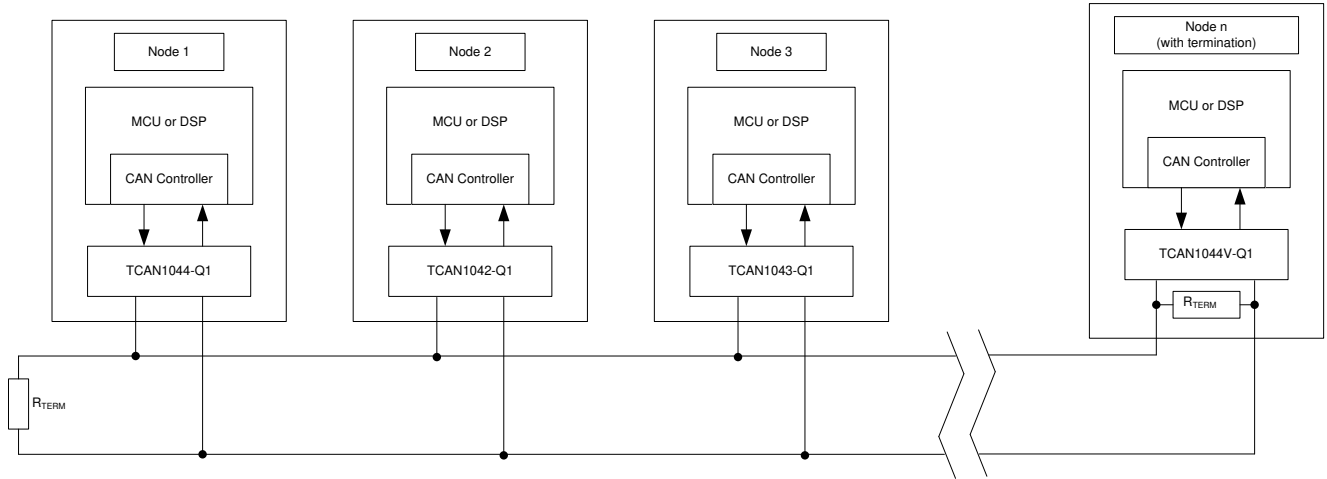 Node 1
MCU or DSP
CAN Controller
TCAN1044-Q1
Node 2
MCU or DSP
CAN Controller
TCAN1042-Q1
Node 3
MCU or DSP
CAN Controller
TCAN1043-Q1
Node n
(with termination)
MCU or DSP
CAN Controller
TCAN1044V-Q1
RTERM
RTERM